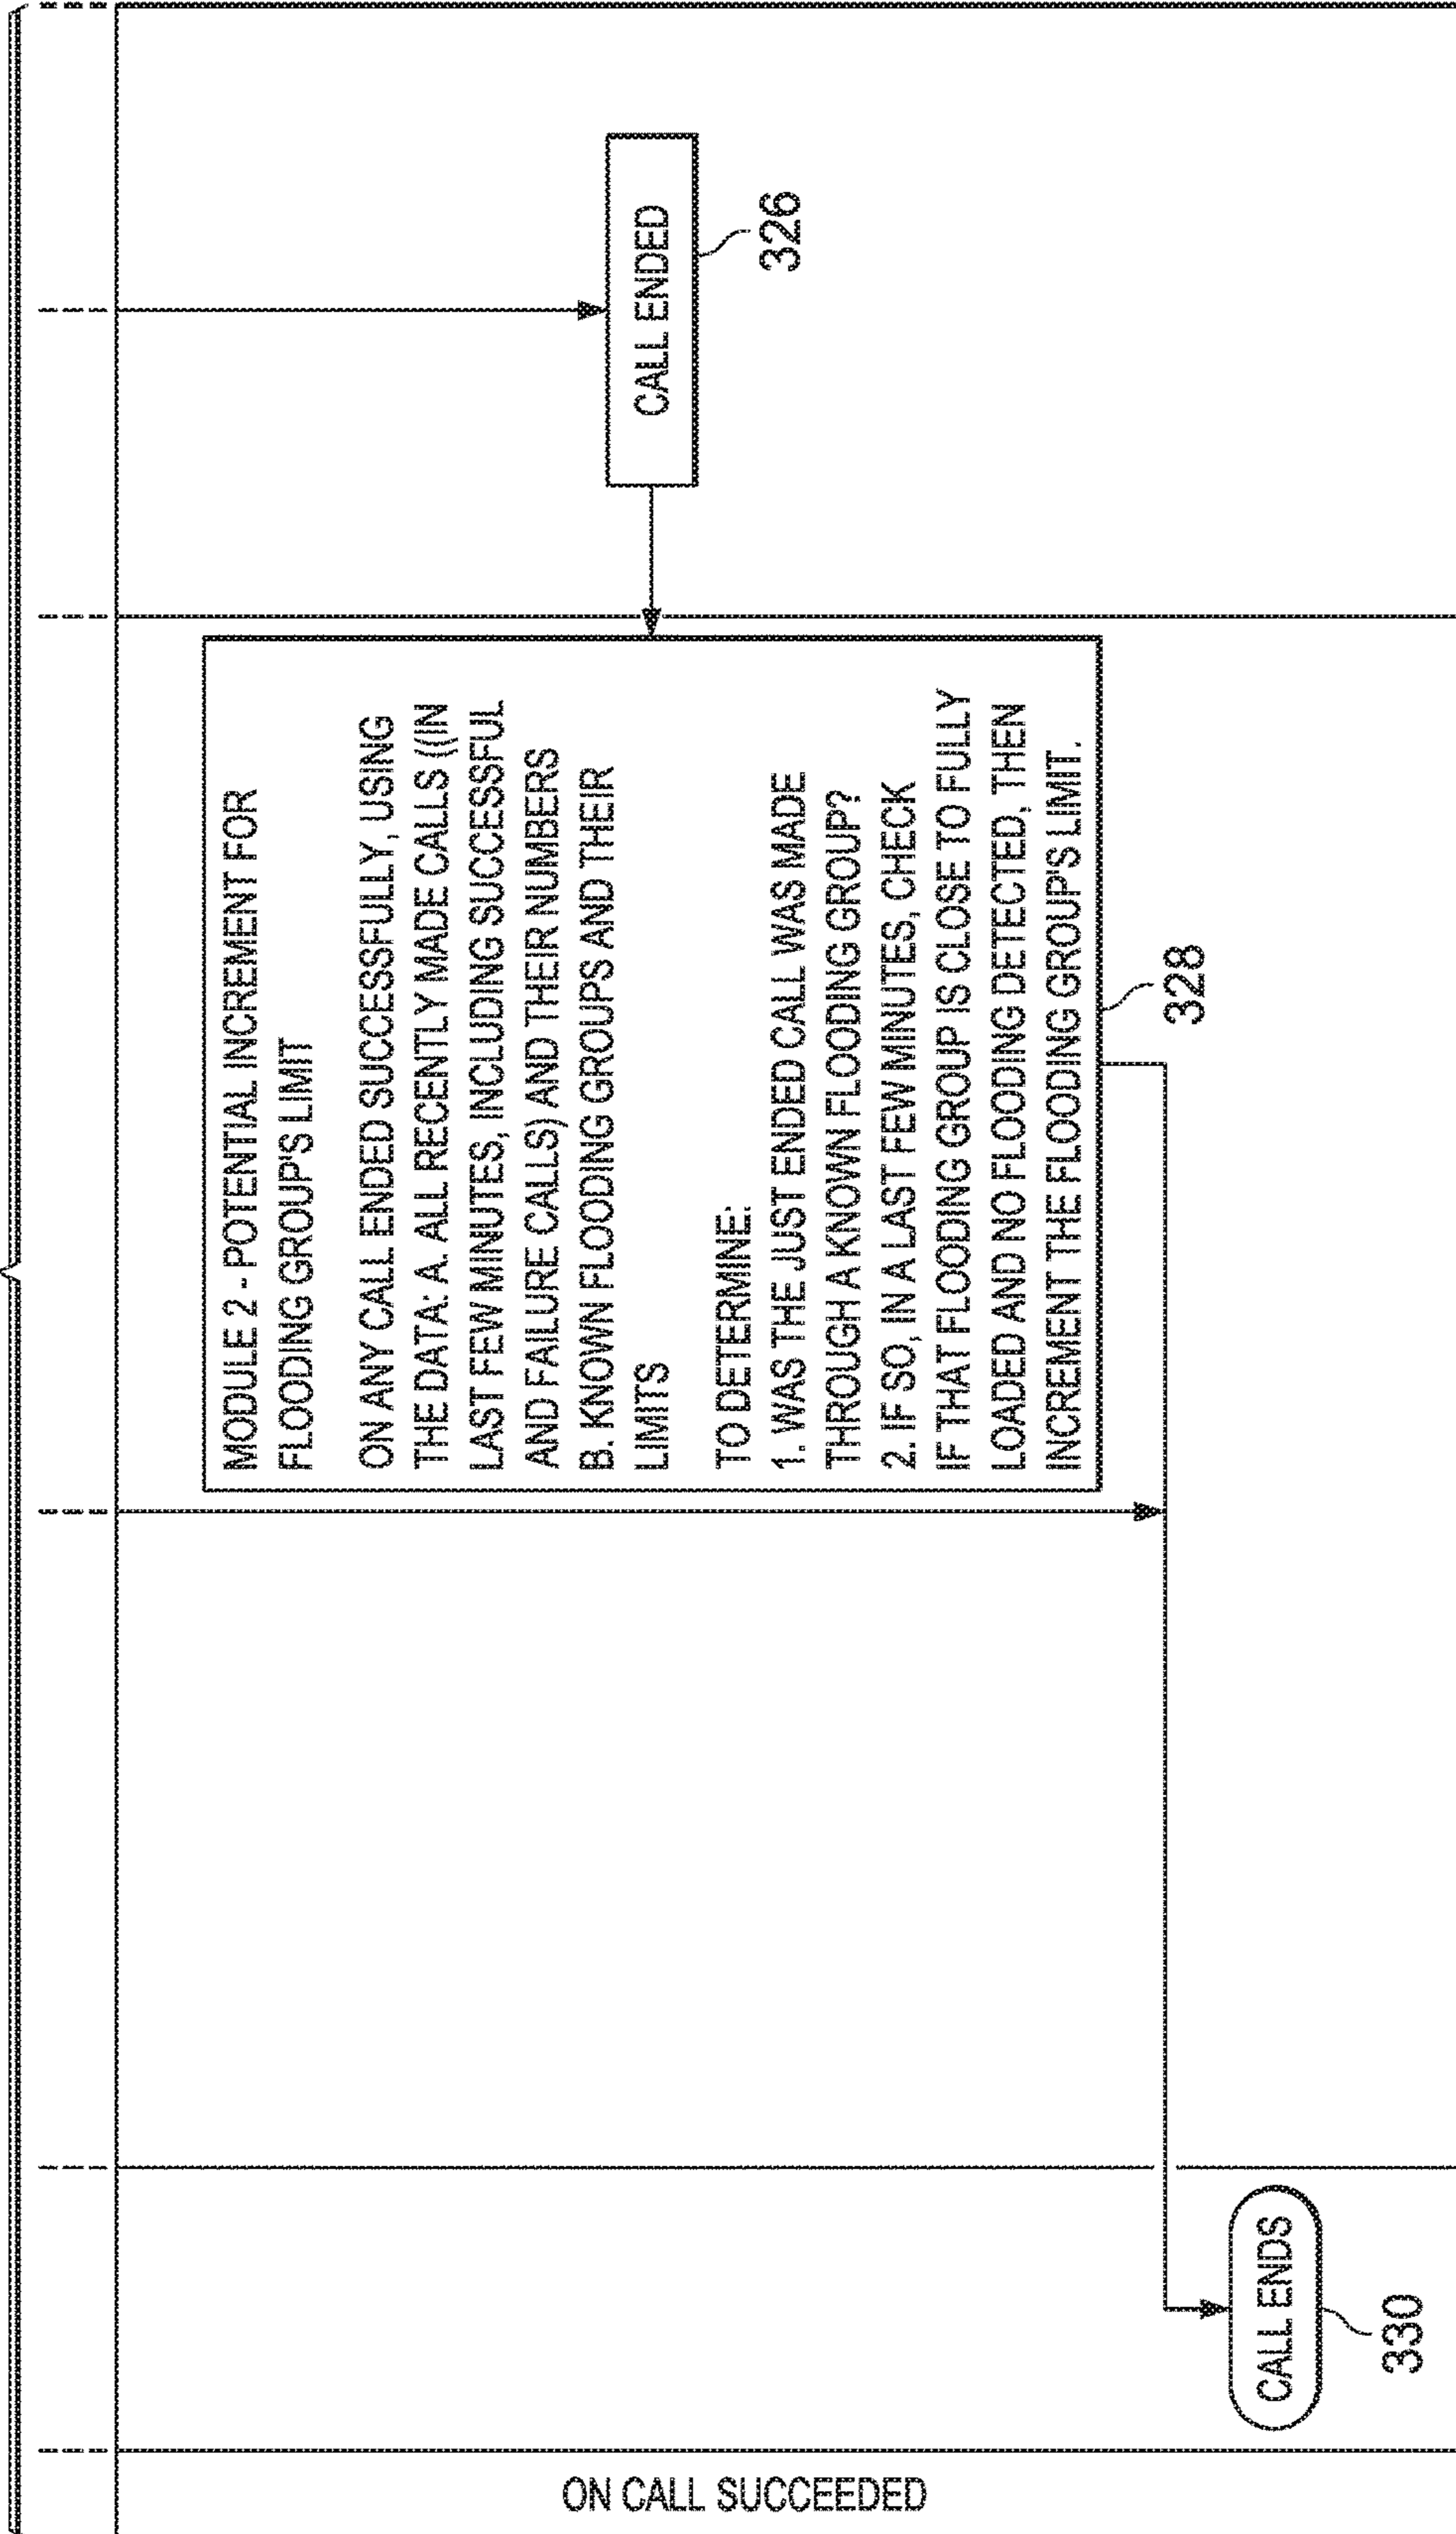 ON CALL SUCCEEDED
MODULE 2 - POTENTIAL INCREMENT FOR
FLOODING GROUP'S LIMIT
ON ANY CALL ENDED SUCCESSFULLY, USING
THE DATA: A. ALL RECENTLY MADE CALLS ((IN
LAST FEW MINUTES, INCLUDING SUCCESSFUL
AND FAILURE CALLS) AND THEIR NUMBERS
B. KNOWN FLOODING GROUPS AND THEIR
LIMITS
TO DETERMINE:
1. WAS THE JUST ENDED CALL WAS MADE
THROUGH A KNOWN FLOODING GROUP?
2. IF SO, IN A LAST FEW MINUTES, CHECK
IF THAT FLOODING GROUP IS CLOSE TO FULLY
LOADED AND NO FLOODING DETECTED, THEN
INCREMENT THE FLOODING GROUP'S LIMIT.
328
CALL ENDED
326
CALL ENDS
330